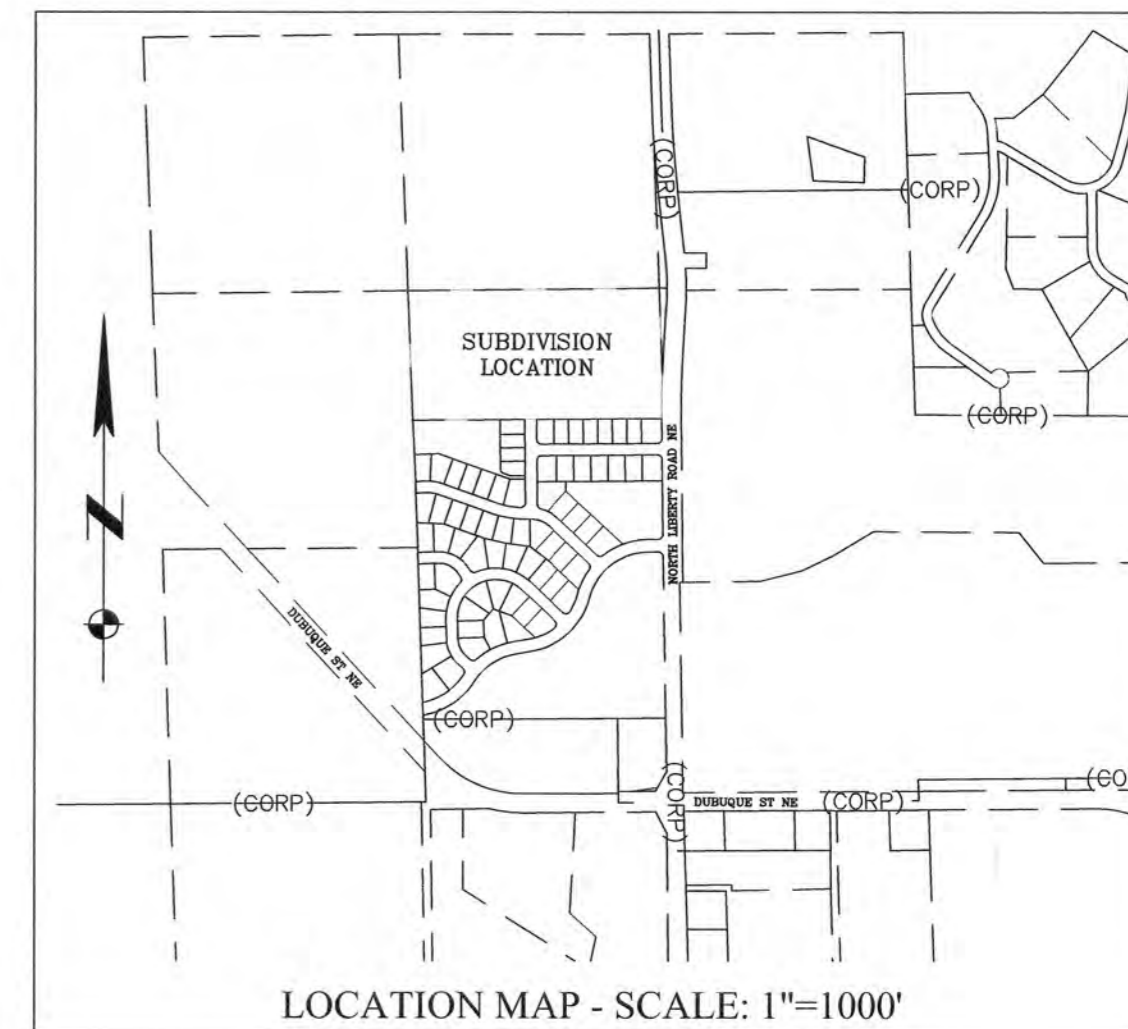 (CORP)
(CORP)
SUBDIVISION
LOCATION
(CORP)
NORTH LIBERTY ROAD NE
N
DUBUQUE ST NE
(CORP)
(CORP)
(CORP)
DUBUQUE ST NE
(CORP)
(CO
LOCATION MAP - SCALE: 1"=1000'